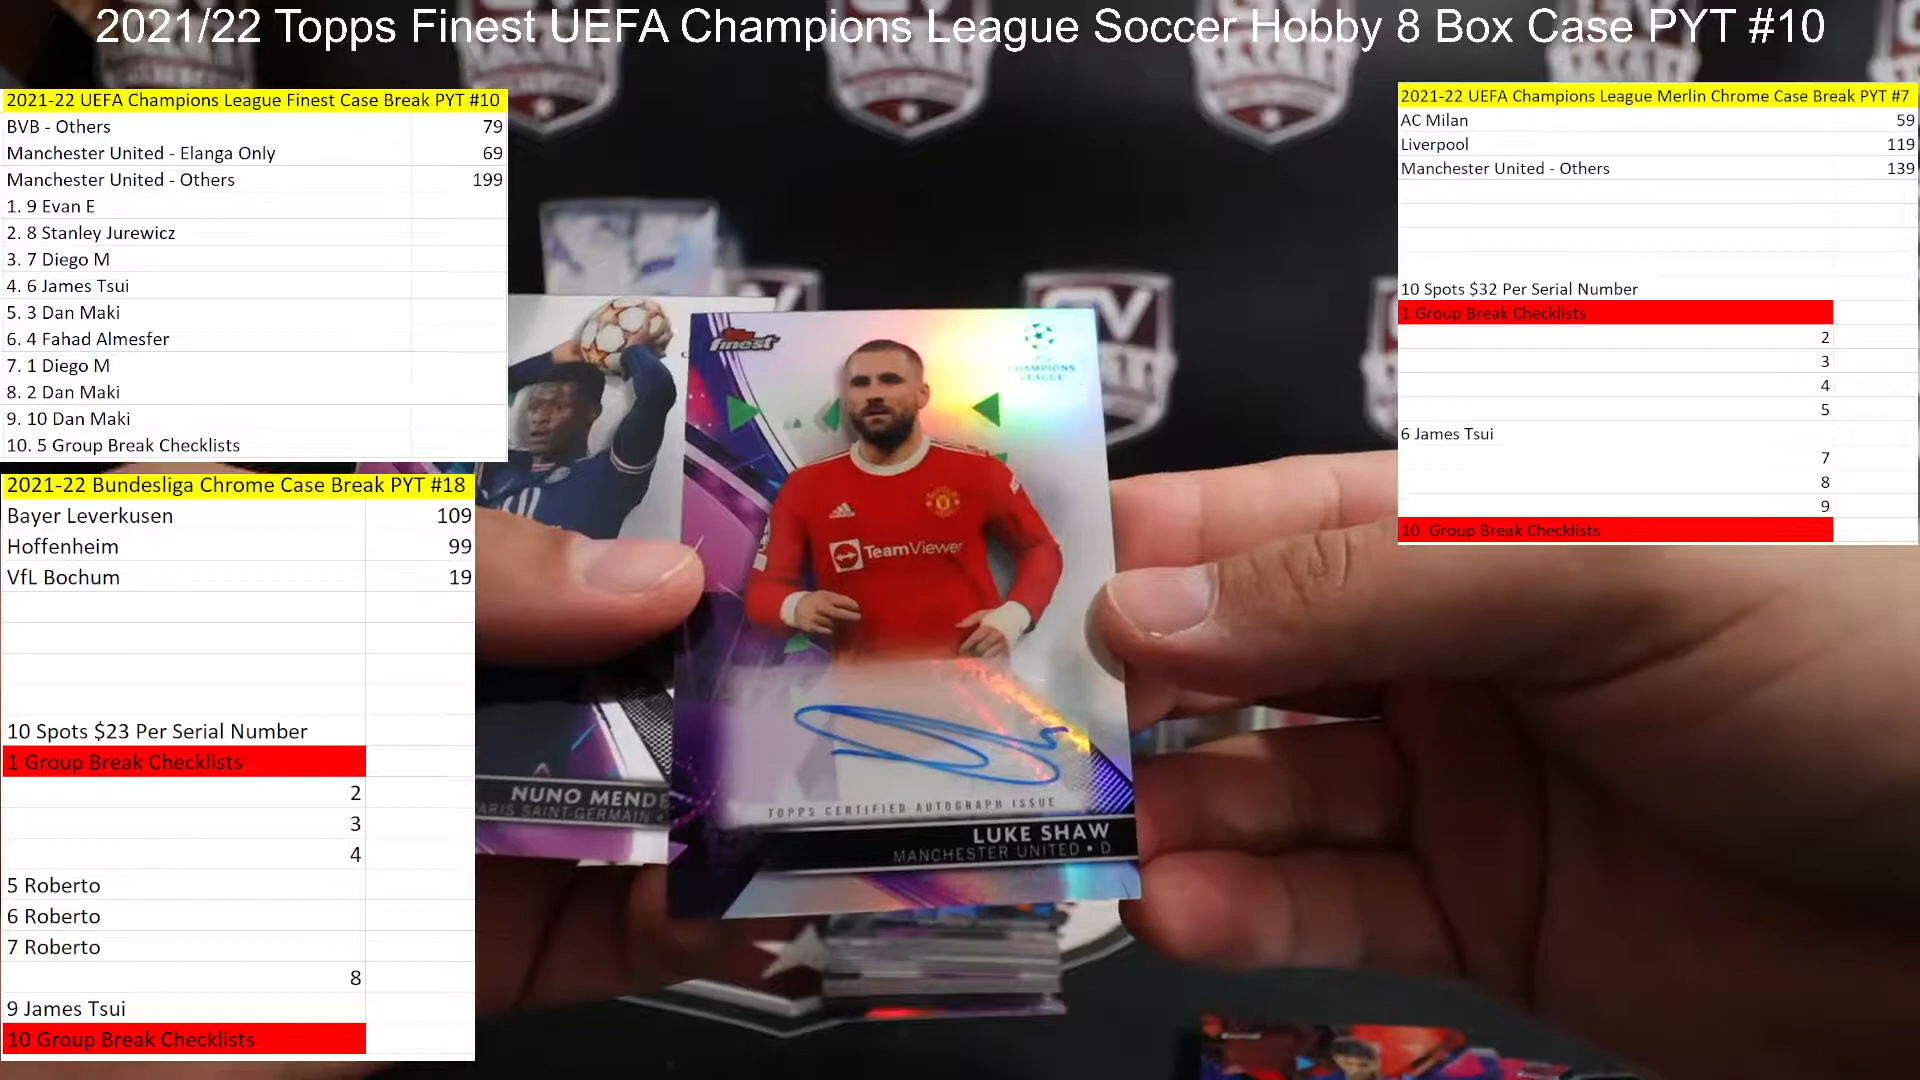 2021/22 Topps Finest UEFA Champions League Soccer Hobby 8 Box Case PYT #10
2021-22 UEFA Champions League Finest Case Break PYT #10
BVB - Others 79
Manchester United - Elanga Only 69
Manchester United - Others 199
1. 9 Evan E
2. 8 Stanley Jurewicz
3. 7 Diego M
4. 6 James Tsui
5. 3 Dan Maki
6. 4 Fahad Almesfer
7. 1 Diego M
8. 2 Dan Maki
9. 10 Dan Maki
10. 5 Group Break Checklists
2021-22 Bundesliga Chrome Case Break PYT #18
Bayer Leverkusen 109
Hoffenheim 99
VfL Bochum 19
10 Spots $23 Per Serial Number
1 Group Break Checklists
2
3
4
5 Roberto
6 Roberto
7 Roberto
8
9 James Tsui
10 Group Break Checklists
2021-22 UEFA Champions League Merlin Chrome Case Break PYT #7
AC Milan 59
Liverpool 119
Manchester United - Others 139
10 Spots $32 Per Serial Number
1 Group Break Checklists
2
3
4
5
6 James Tsui
7
8
9
10 Group Break Checklists
finest
CHAMPIONS
LEAGUE
TeamViewer
TOPPS CERTIFIED AUTOGRAPH ISSUE
LUKE SHAW
MANCHESTER UNITED • D
NUNO MENDE
PARIS SAINT-GERMAIN •